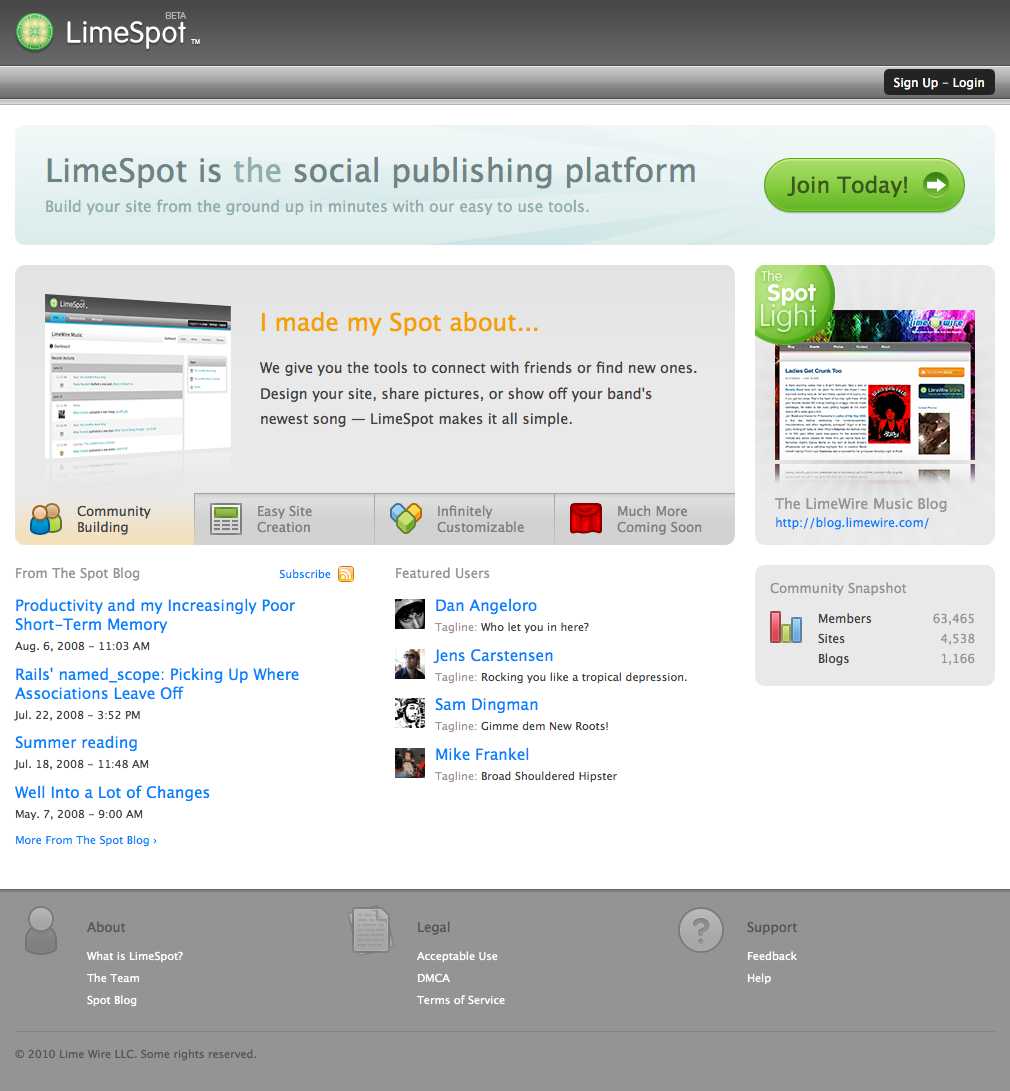 BETA
LimeSpot™
Sign Up – Login
LimeSpot is the social publishing platform
Build your site from the ground up in minutes with our easy to use tools.
Join Today!
LimeSpot
LimeWire Music
Dashboard
Recent Activity
I made my Spot about...
We give you the tools to connect with friends or find new ones.
Design your site, share pictures, or show off your band's
newest song — LimeSpot makes it all simple.
Community
Building
Easy Site
Creation
Infinitely
Customizable
Much More
Coming Soon
The
Spot
Light
lime wire
Ladies Get Crunk Too
The LimeWire Music Blog
http://blog.limewire.com/
From The Spot Blog
Subscribe
Productivity and my Increasingly Poor
Short-Term Memory
Aug. 6, 2008 – 11:03 AM
Rails' named_scope: Picking Up Where
Associations Leave Off
Jul. 22, 2008 – 3:52 PM
Summer reading
Jul. 18, 2008 – 11:48 AM
Well Into a Lot of Changes
May. 7, 2008 – 9:00 AM
More From The Spot Blog ›
Featured Users
Dan Angeloro
Tagline: Who let you in here?
Jens Carstensen
Tagline: Rocking you like a tropical depression.
Sam Dingman
Tagline: Gimme dem New Roots!
Mike Frankel
Tagline: Broad Shouldered Hipster
Community Snapshot
Members 63,465
Sites 4,538
Blogs 1,166
About
What is LimeSpot?
The Team
Spot Blog
Legal
Acceptable Use
DMCA
Terms of Service
?
Support
Feedback
Help
© 2010 Lime Wire LLC. Some rights reserved.